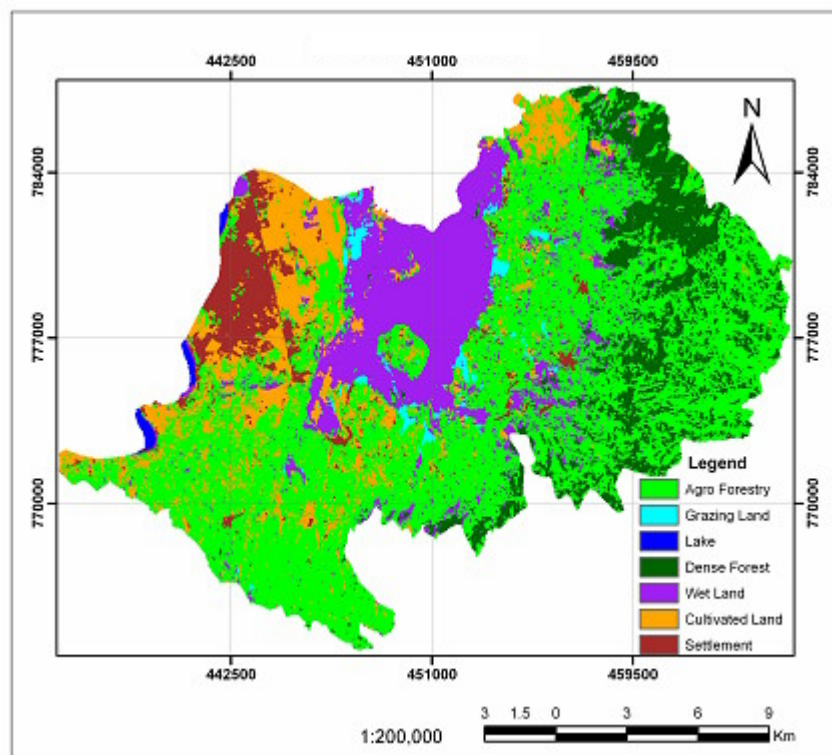 442500 451000 459500
N
784000 784000
777000 777000
Legend
Agro Forestry
770000 Grazing Land 770000
Lake
Dense Forest
Wet Land
Cultivated Land
Settlement
442500 451000 459500
3 1.5 0 3 6 9
1:200,000 Km